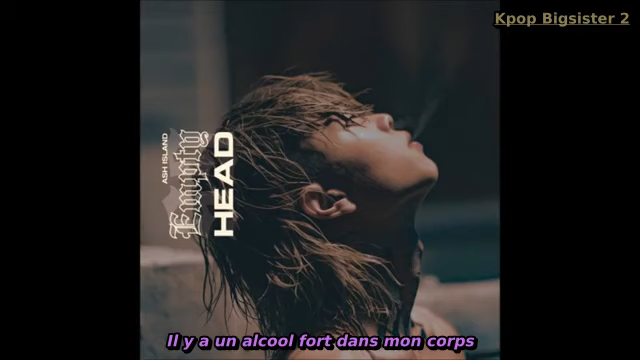 Kpop Bigsister 2
ASH ISLAND
Empty
HEAD
Il y a un alcool fort dans mon corps